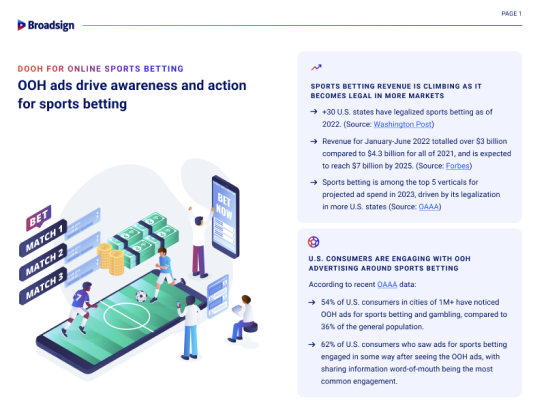 PAGE 1
Broadsign
DOOH FOR ONLINE SPORTS BETTING
OOH ads drive awareness and action
for sports betting
BET
MATCH 1
MATCH 2
MATCH 3
BET
NOW
7
SPORTS BETTING REVENUE IS CLIMBING AS IT
BECOMES LEGAL IN MORE MARKETS
→ +30 U.S. states have legalized sports betting as of
2022. (Source: Washington Post)
→ Revenue for January-June 2022 totalled over $3 billion
compared to $4.3 billion for all of 2021, and is expected
to reach $7 billion by 2025. (Source: Forbes)
→ Sports betting is among the top 5 verticals for
projected ad spend in 2023, driven by its legalization
in more U.S. states (Source: OAAA)
U.S. CONSUMERS ARE ENGAGING WITH OOH
ADVERTISING AROUND SPORTS BETTING
According to recent OAAA data:
→ 54% of U.S. consumers in cities of 1M+ have noticed
OOH ads for sports betting and gambling, compared to
36% of the general population.
→ 62% of U.S. consumers who saw ads for sports betting
engaged in some way after seeing the OOH ads, with
sharing information word-of-mouth being the most
common engagement.